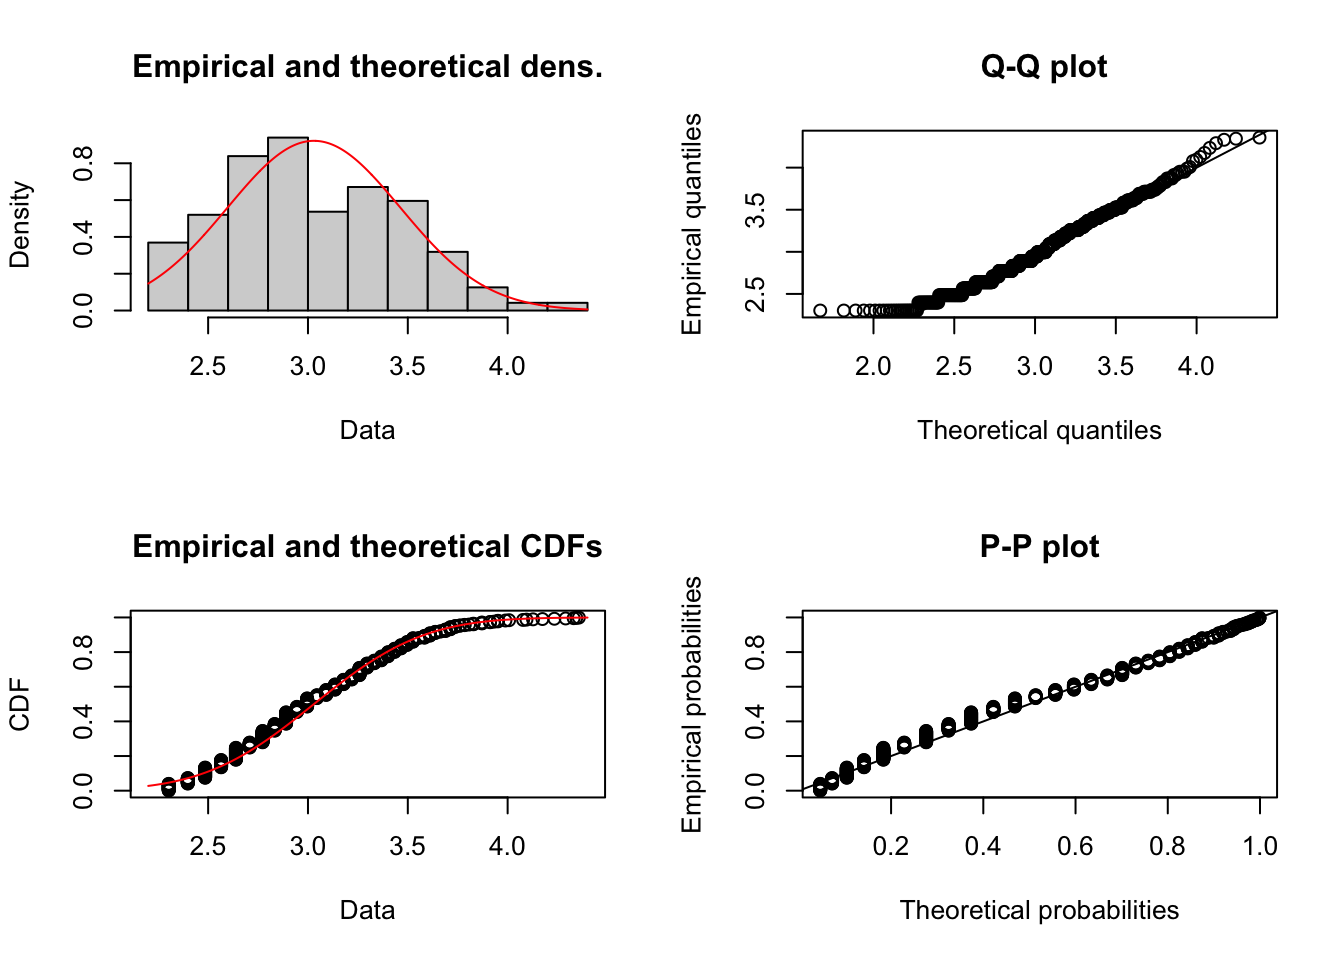 Empirical and theoretical dens.
Density
0.0 0.4 0.8
2.5 3.0 3.5 4.0
Data
Q-Q plot
Empirical quantiles
2.5 3.5
2.0 2.5 3.0 3.5 4.0
Theoretical quantiles
Empirical and theoretical CDFs
CDF
0.0 0.4 0.8
2.5 3.0 3.5 4.0
Data
P-P plot
Empirical probabilities
0.0 0.4 0.8
0.2 0.4 0.6 0.8 1.0
Theoretical probabilities